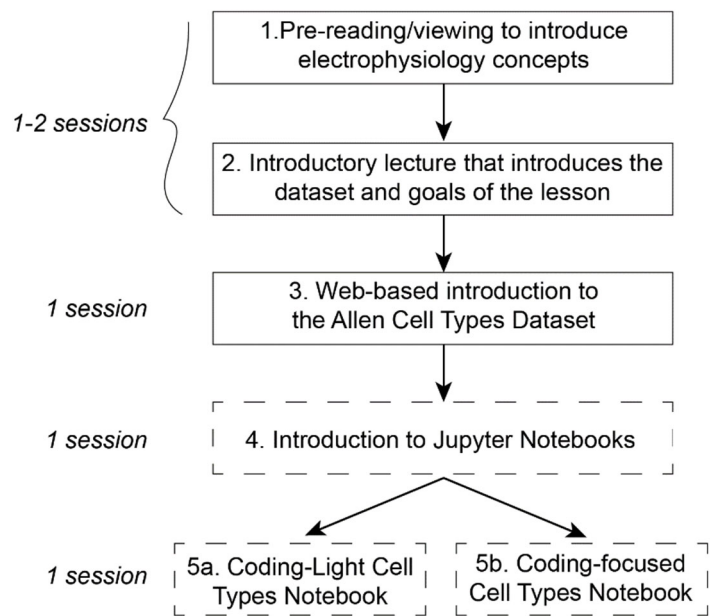 1.Pre-reading/viewing to introduce
electrophysiology concepts
1-2 sessions
2. Introductory lecture that introduces the
dataset and goals of the lesson
1 session
3. Web-based introduction to
the Allen Cell Types Dataset
1 session
4. Introduction to Jupyter Notebooks
1 session
5a. Coding-Light Cell
Types Notebook
5b. Coding-focused
Cell Types Notebook